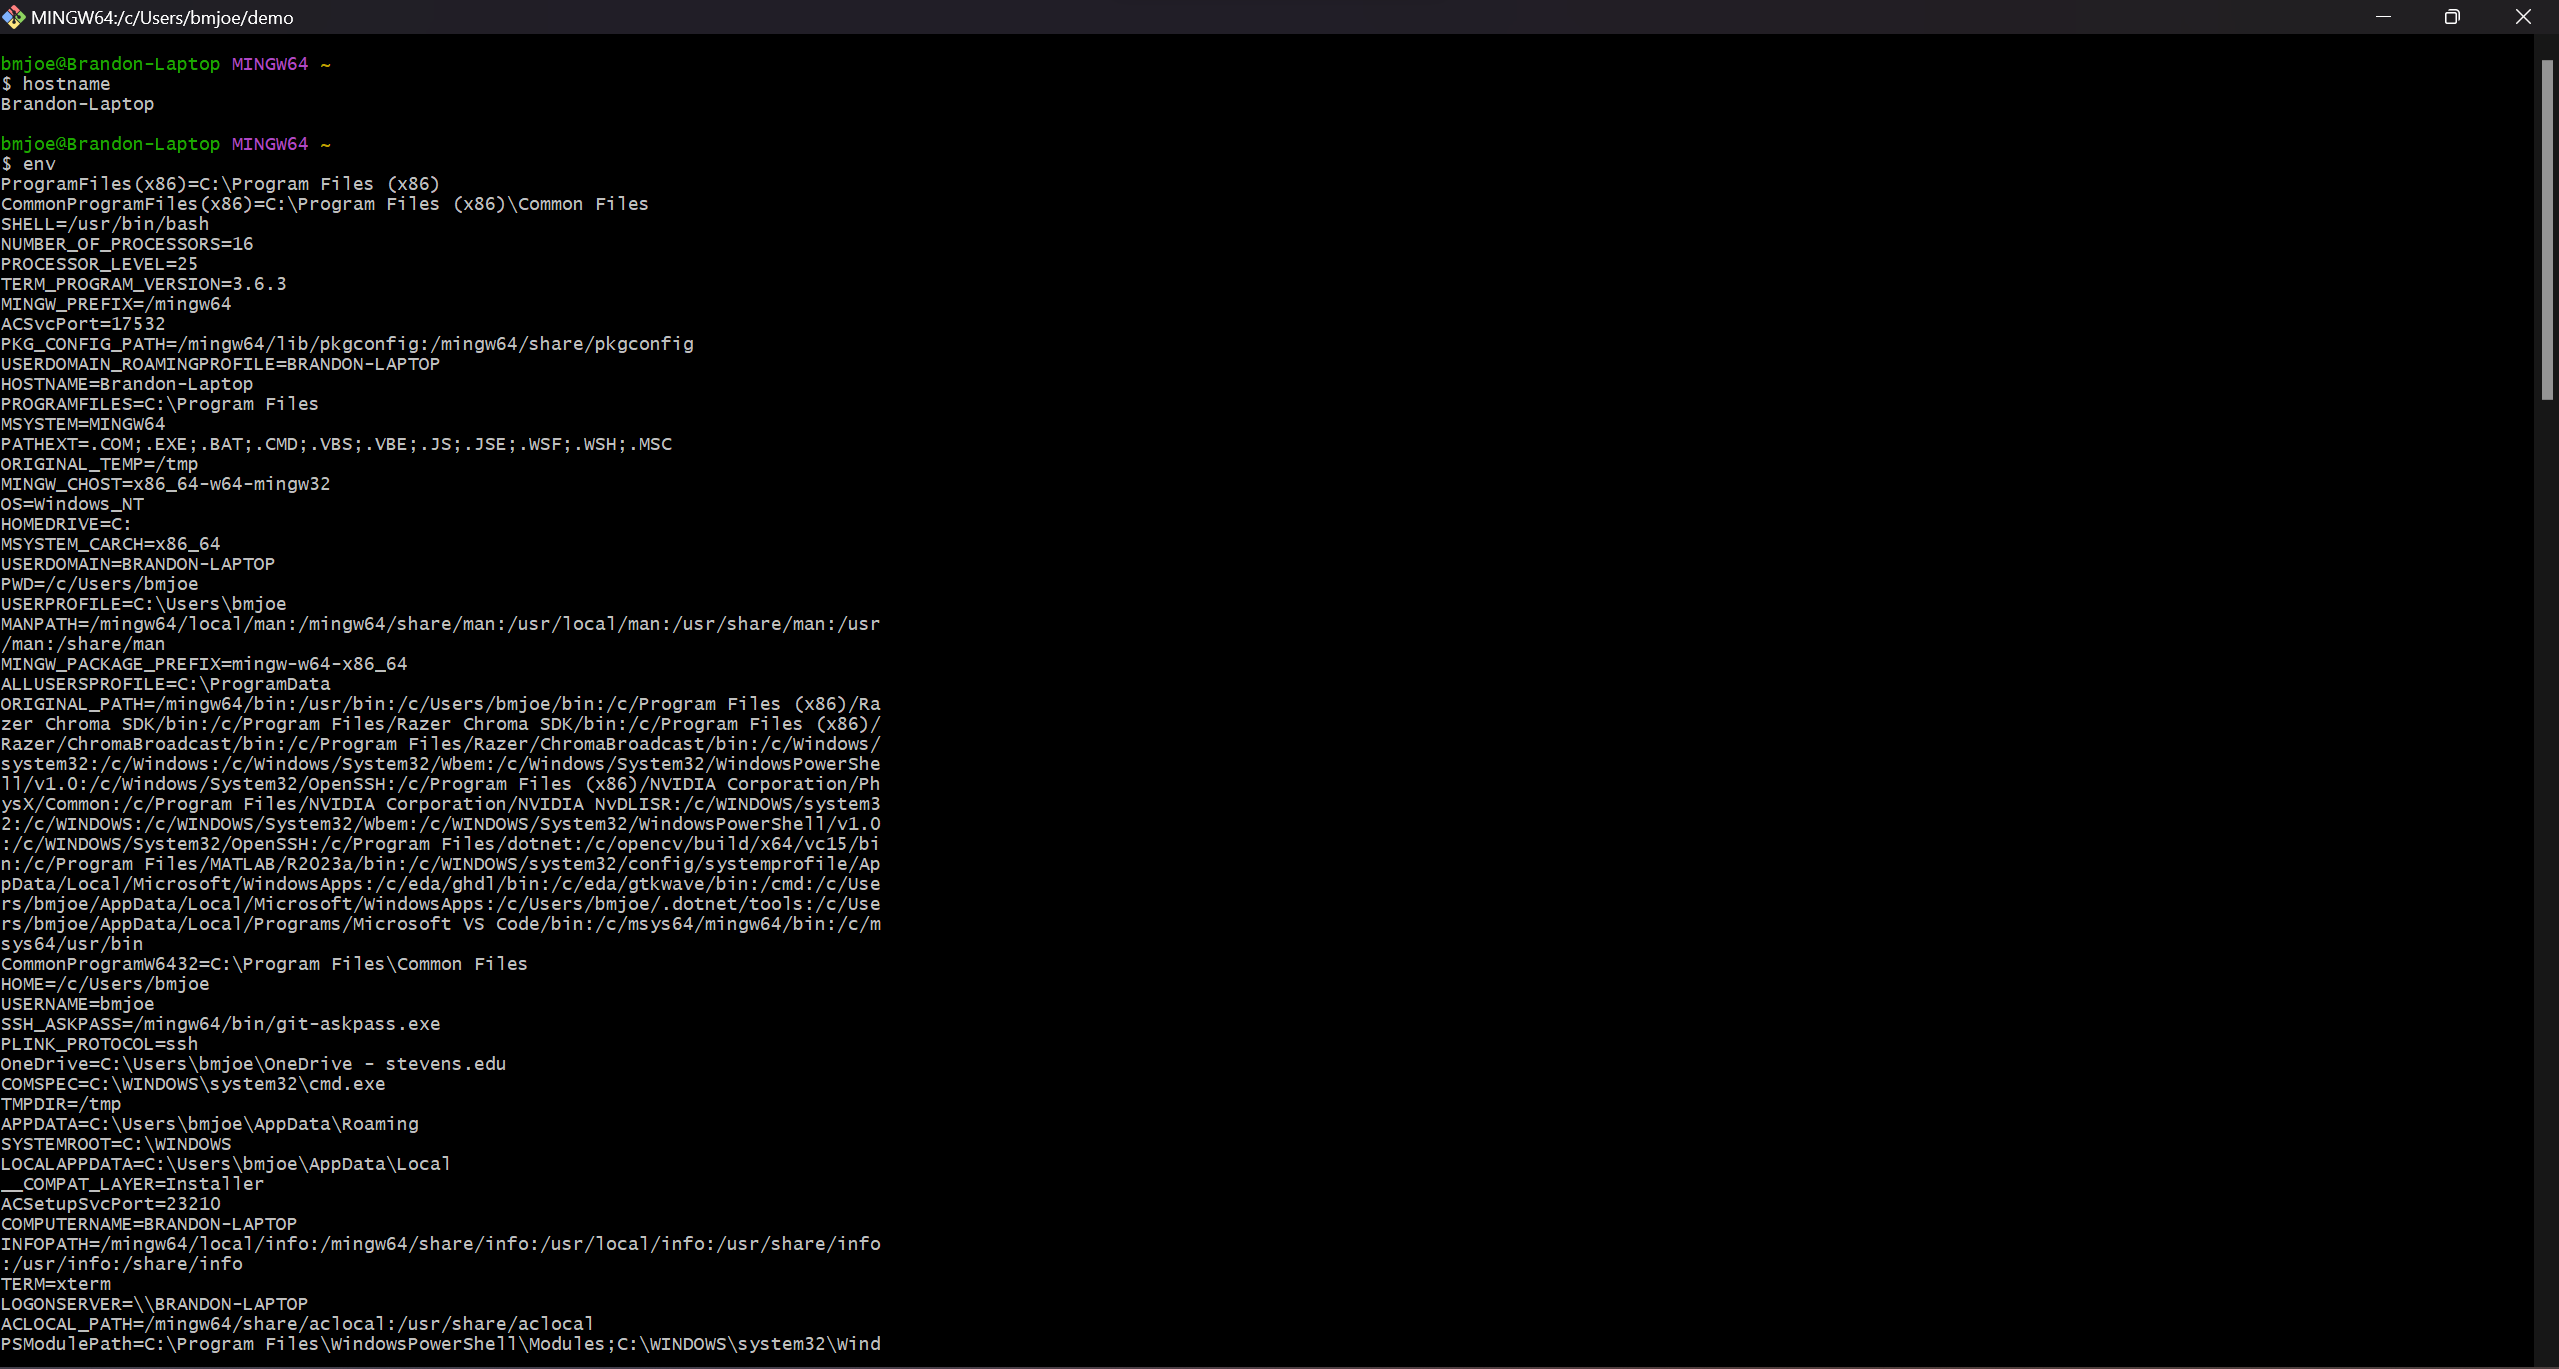 MINGW64:/c/Users/bmjoe/demo
bmjoe@Brandon-Laptop MINGW64 ~
$ hostname
Brandon-Laptop
bmjoe@Brandon-Laptop MINGW64 ~
$ env
ProgramFiles(x86)=C:\Program Files (x86)
CommonProgramFiles(x86)=C:\Program Files (x86)\Common Files
SHELL=/usr/bin/bash
NUMBER_OF_PROCESSORS=16
PROCESSOR_LEVEL=25
TERM_PROGRAM_VERSION=3.6.3
MINGW_PREFIX=/mingw64
ACSvcPort=17532
PKG_CONFIG_PATH=/mingw64/lib/pkgconfig:/mingw64/share/pkgconfig
USERDOMAIN_ROAMINGPROFILE=BRANDON-LAPTOP
HOSTNAME=Brandon-Laptop
PROGRAMFILES=C:\Program Files
MSYSTEM=MINGW64
PATHEXT=.COM;.EXE;.BAT;.CMD;.VBS;.VBE;.JS;.JSE;.WSF;.WSH;.MSC
ORIGINAL_TEMP=/tmp
MINGW_CHOST=x86_64-w64-mingw32
OS=Windows_NT
HOMEDRIVE=C:
MSYSTEM_CARCH=x86_64
USERDOMAIN=BRANDON-LAPTOP
PWD=/c/Users/bmjoe
USERPROFILE=C:\Users\bmjoe
MANPATH=/mingw64/local/man:/mingw64/share/man:/usr/local/man:/usr/share/man:/usr
/man:/share/man
MINGW_PACKAGE_PREFIX=mingw-w64-x86_64
ALLUSERSPROFILE=C:\ProgramData
ORIGINAL_PATH=/mingw64/bin:/usr/bin:/c/Users/bmjoe/bin:/c/Program Files (x86)/Ra
zer Chroma SDK/bin:/c/Program Files/Razer Chroma SDK/bin:/c/Program Files (x86)/
Razer/ChromaBroadcast/bin:/c/Program Files/Razer/ChromaBroadcast/bin:/c/Windows/
system32:/c/Windows:/c/Windows/System32/Wbem:/c/Windows/System32/WindowsPowerShe
ll/v1.0:/c/Windows/System32/OpenSSH:/c/Program Files (x86)/NVIDIA Corporation/Ph
ysX/Common:/c/Program Files/NVIDIA Corporation/NVIDIA NvDLISR:/c/WINDOWS/system3
2:/c/WINDOWS:/c/WINDOWS/System32/Wbem:/c/WINDOWS/System32/WindowsPowerShell/v1.0
:/c/WINDOWS/System32/OpenSSH:/c/Program Files/dotnet:/c/opencv/build/x64/vc15/bi
n:/c/Program Files/MATLAB/R2023a/bin:/c/WINDOWS/system32/config/systemprofile/Ap
pData/Local/Microsoft/WindowsApps:/c/eda/ghdl/bin:/c/eda/gtkwave/bin:/cmd:/c/Use
rs/bmjoe/AppData/Local/Microsoft/WindowsApps:/c/Users/bmjoe/.dotnet/tools:/c/Use
rs/bmjoe/AppData/Local/Programs/Microsoft VS Code/bin:/c/msys64/mingw64/bin:/c/m
sys64/usr/bin
CommonProgramW6432=C:\Program Files\Common Files
HOME=/c/Users/bmjoe
USERNAME=bmjoe
SSH_ASKPASS=/mingw64/bin/git-askpass.exe
PLINK_PROTOCOL=ssh
OneDrive=C:\Users\bmjoe\OneDrive - stevens.edu
COMSPEC=C:\WINDOWS\system32\cmd.exe
TMPDIR=/tmp
APPDATA=C:\Users\bmjoe\AppData\Roaming
SYSTEMROOT=C:\WINDOWS
LOCALAPPDATA=C:\Users\bmjoe\AppData\Local
__COMPAT_LAYER=Installer
ACSetupSvcPort=23210
COMPUTERNAME=BRANDON-LAPTOP
INFOPATH=/mingw64/local/info:/mingw64/share/info:/usr/local/info:/usr/share/info
:/usr/info:/share/info
TERM=xterm
LOGONSERVER=\\BRANDON-LAPTOP
ACLOCAL_PATH=/mingw64/share/aclocal:/usr/share/aclocal
PSModulePath=C:\Program Files\WindowsPowerShell\Modules;C:\WINDOWS\system32\Wind